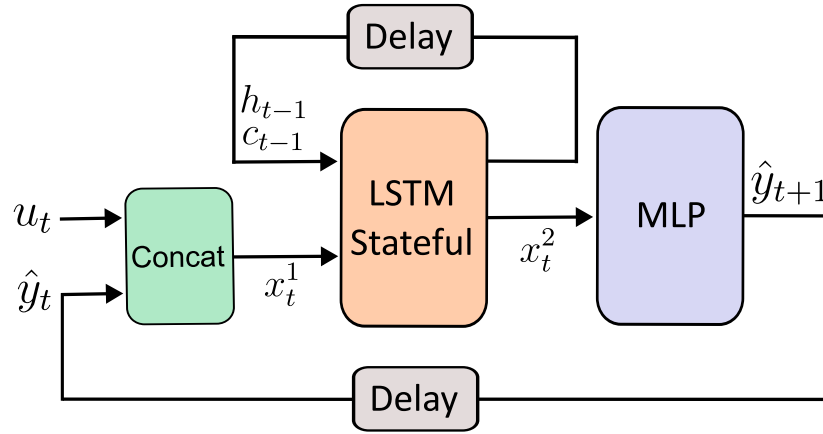 Delay
h_{t-1}
c_{t-1}
LSTM
Stateful
MLP
ŷ_{t+1}
u_t
Concat
ŷ_t
x_t^1
x_t^2
Delay